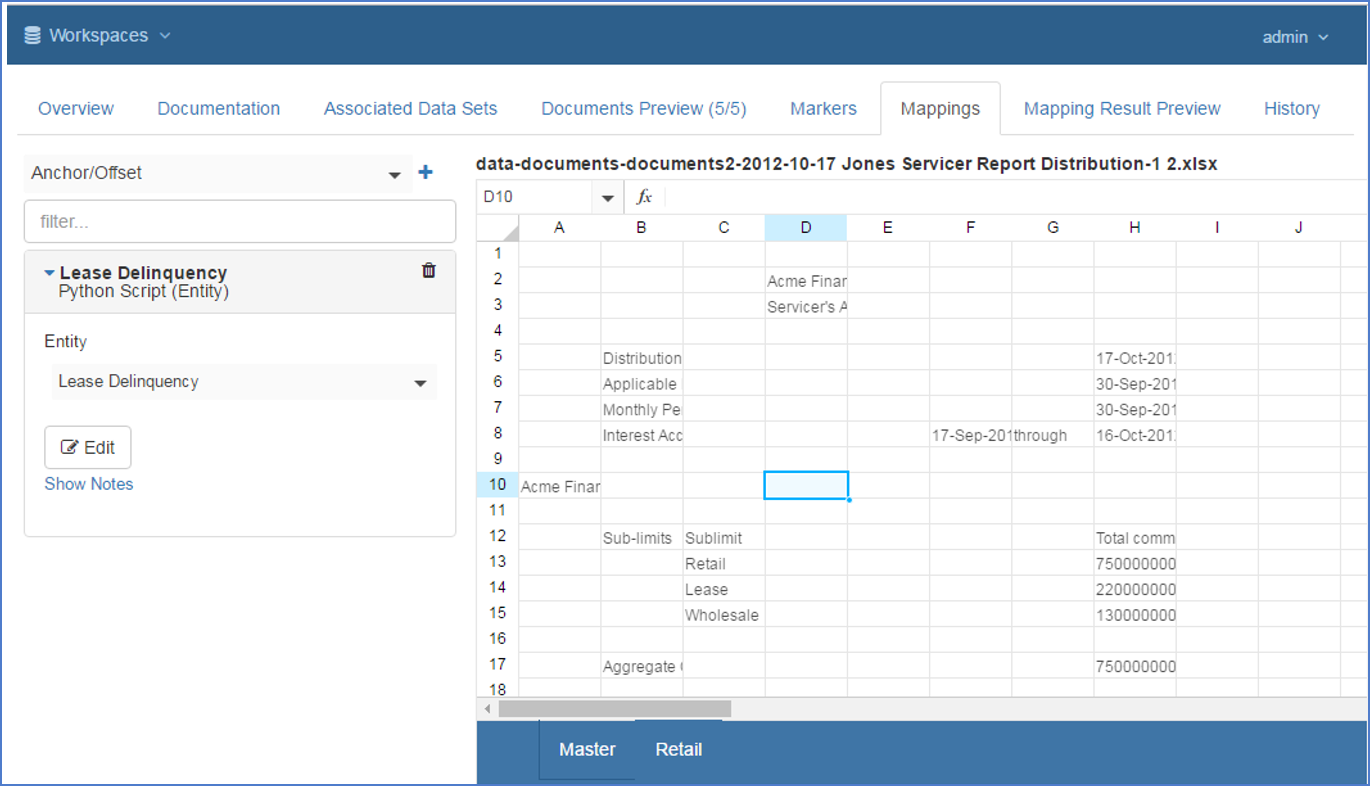 Workspaces admin
Overview Documentation Associated Data Sets Documents Preview (5/5) Markers Mappings Mapping Result Preview History
Anchor/Offset +
filter...
Lease Delinquency
Python Script (Entity)
Entity
Lease Delinquency
Edit
Show Notes
data-documents-documents2-2012-10-17 Jones Servicer Report Distribution-1 2.xlsx
D10 fx
A B C D E F G H I J
1
2 Acme Finan
3 Servicer's A
4
5 Distribution 17-Oct-201
6 Applicable 30-Sep-201
7 Monthly Pe 30-Sep-201
8 Interest Acc 17-Sep-201 through 16-Oct-201
9
10 Acme Finan
11
12 Sub-limits Sublimit Total comm
13 Retail 750000000
14 Lease 220000000
15 Wholesale 130000000
16
17 Aggregate 750000000
18
Master Retail